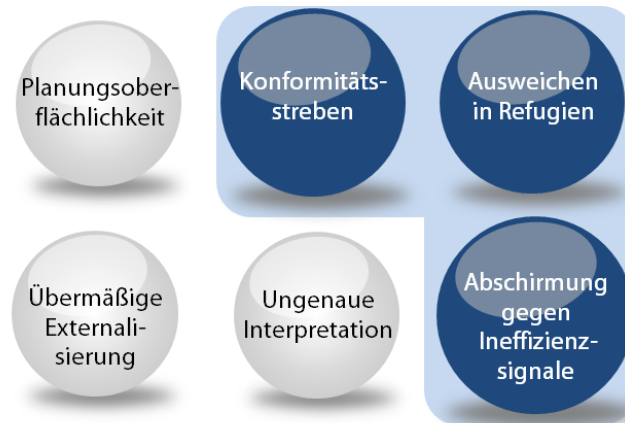 Planungsober-
flächlichkeit
Konformitäts-
streben
Ausweichen
in Refugien
Übermäßige
Externali-
sierung
Ungenaue
Interpretation
Abschirmung
gegen
Ineffizienz-
signale